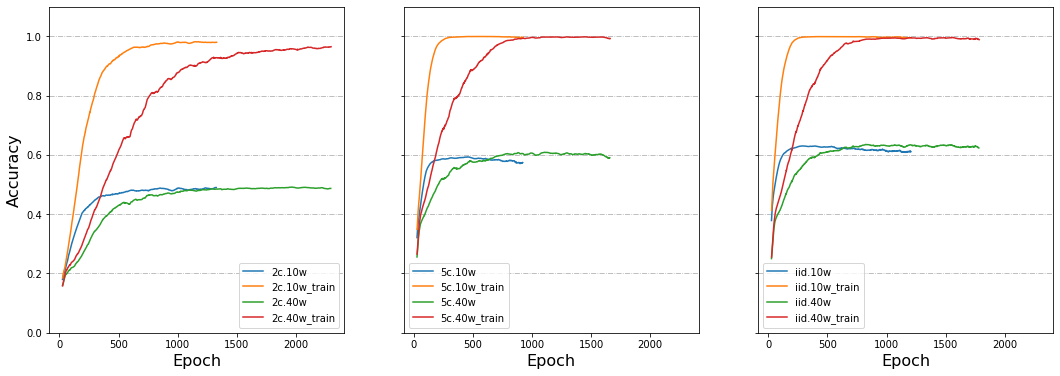 Accuracy
1.0
0.8
0.6
0.4
0.2
0.0
2c.10w
2c.10w_train
2c.40w
2c.40w_train
0 500 1000 1500 2000
Epoch
5c.10w
5c.10w_train
5c.40w
5c.40w_train
0 500 1000 1500 2000
Epoch
iid.10w
iid.10w_train
iid.40w
iid.40w_train
0 500 1000 1500 2000
Epoch